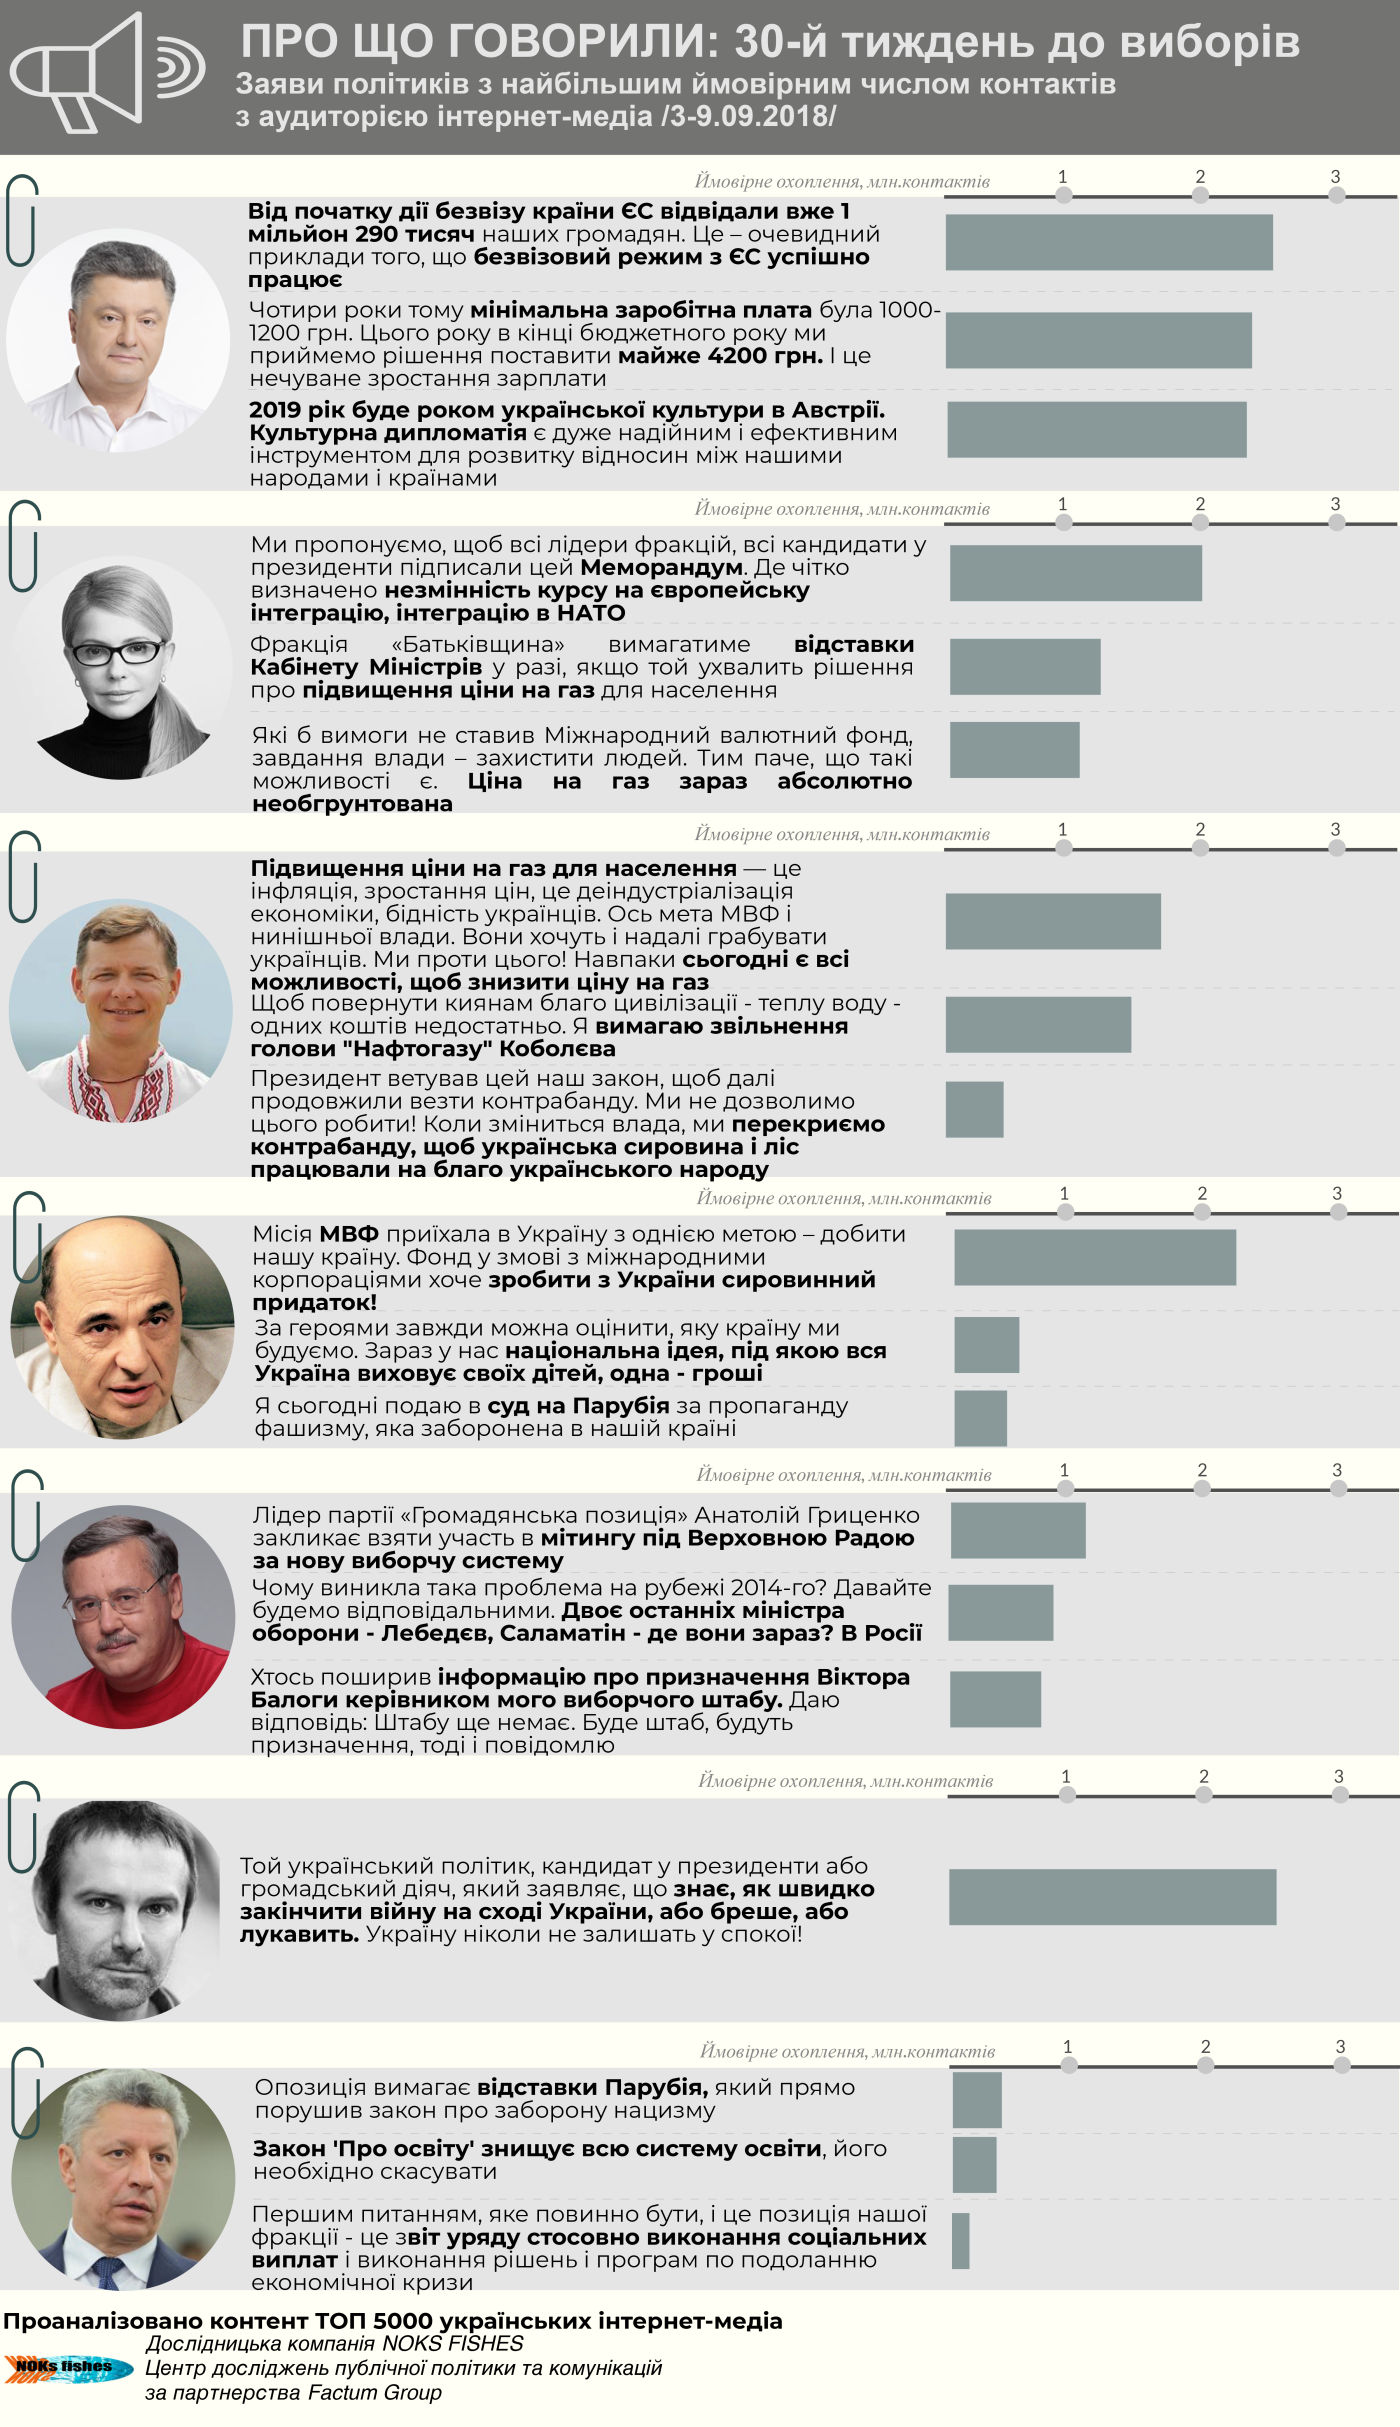 ПРО ЩО ГОВОРИЛИ: 30-й тиждень до виборів
Заяви політиків з найбільшим ймовірним числом контактів
з аудиторією інтернет-медіа /3-9.09.2018/
Ймовірне охоплення, млн.контактів 1 2 3
Від початку дії безвізу країни ЄС відвідали вже 1
мільйон 290 тисяч наших громадян. Це – очевидний
приклади того, що безвізовий режим з ЄС успішно
працює
Чотири роки тому мінімальна заробітна плата була 1000-
1200 грн. Цього року в кінці бюджетного року ми
приймемо рішення поставити майже 4200 грн. І це
нечуване зростання зарплати
2019 рік буде роком української культури в Австрії.
Культурна дипломатія є дуже надійним і ефективним
інструментом для розвитку відносин між нашими
народами і країнами
Ймовірне охоплення, млн.контактів 1 2 3
Ми пропонуємо, щоб всі лідери фракцій, всі кандидати у
президенти підписали цей Меморандум. Де чітко
визначено незмінність курсу на європейську
інтеграцію, інтеграцію в НАТО
Фракція «Батьківщина» вимагатиме відставки
Кабінету Міністрів у разі, якщо той ухвалить рішення
про підвищення ціни на газ для населення
Які б вимоги не ставив Міжнародний валютний фонд,
завдання влади – захистити людей. Тим паче, що такі
можливості є. Ціна на газ зараз абсолютно
необгрунтована
Ймовірне охоплення, млн.контактів 1 2 3
Підвищення ціни на газ для населення — це
інфляція, зростання цін, це деіндустріалізація
економіки, бідність українців. Ось мета МВФ і
нинішньої влади. Вони хочуть і надалі грабувати
українців. Ми проти цього! Навпаки сьогодні є всі
можливості, щоб знизити ціну на газ
Щоб повернути киянам благо цивілізації - теплу воду -
одних коштів недостатньо. Я вимагаю звільнення
голови "Нафтогазу" Коболєва
Президент ветував цей наш закон, щоб далі
продовжили везти контрабанду. Ми не дозволимо
цього робити! Коли зміниться влада, ми перекриємо
контрабанду, щоб українська сировина і ліс
працювали на благо українського народу
Ймовірне охоплення, млн.контактів 1 2 3
Місія МВФ приїхала в Україну з однією метою – добити
нашу країну. Фонд у змові з міжнародними
корпораціями хоче зробити з України сировинний
придаток!
За героями завжди можна оцінити, яку країну ми
будуємо. Зараз у нас національна ідея, під якою вся
Україна виховує своїх дітей, одна - гроші
Я сьогодні подаю в суд на Парубія за пропаганду
фашизму, яка заборонена в нашій країні
Ймовірне охоплення, млн.контактів 1 2 3
Лідер партії «Громадянська позиція» Анатолій Гриценко
закликає взяти участь в мітингу під Верховною Радою
за нову виборчу систему
Чому виникла така проблема на рубежі 2014-го? Давайте
будемо відповідальними. Двоє останніх міністра
оборони - Лебедєв, Саламатін - де вони зараз? В Росії
Хтось поширив інформацію про призначення Віктора
Балоги керівником мого виборчого штабу. Даю
відповідь: Штабу ще немає. Буде штаб, будуть
призначення, тоді і повідомлю
Ймовірне охоплення, млн.контактів 1 2 3
Той український політик, кандидат у президенти або
громадський діяч, який заявляє, що знає, як швидко
закінчити війну на сході України, або бреше, або
лукавить. Україну ніколи не залишать у спокої!
Ймовірне охоплення, млн.контактів 1 2 3
Опозиція вимагає відставки Парубія, який прямо
порушив закон про заборону нацизму
Закон 'Про освіту' знищує всю систему освіти, його
необхідно скасувати
Першим питанням, яке повинно бути, і це позиція нашої
фракції - це звіт уряду стосовно виконання соціальних
виплат і виконання рішень і програм по подоланню
економічної кризи
Проаналізовано контент ТОП 5000 українських інтернет-медіа
Дослідницька компанія NOKS FISHES
NOKs fishes
Центр досліджень публічної політики та комунікацій
за партнерства Factum Group